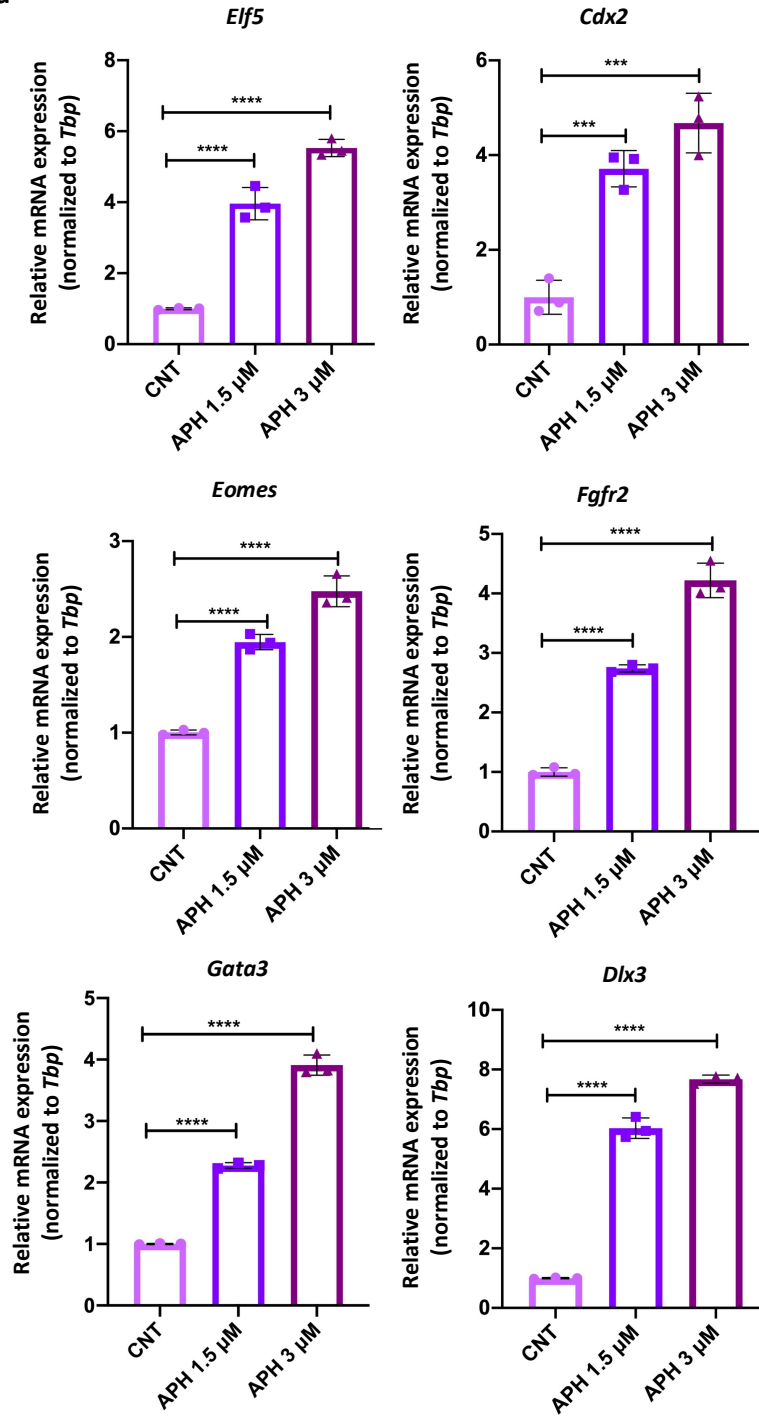 Elf5
Relative mRNA expression
(normalized to Tbp)
8
6
4
2
0
****
****
CNT
APH 1.5 µM
APH 3 µM
Cdx2
Relative mRNA expression
(normalized to Tbp)
6
4
2
0
***
***
CNT
APH 1.5 µM
APH 3 µM
Eomes
Relative mRNA expression
(normalized to Tbp)
3
2
1
0
****
****
CNT
APH 1.5 µM
APH 3 µM
Fgfr2
Relative mRNA expression
(normalized to Tbp)
5
4
3
2
1
0
****
****
CNT
APH 1.5 µM
APH 3 µM
Gata3
Relative mRNA expression
(normalized to Tbp)
5
4
3
2
1
0
****
****
CNT
APH 1.5 µM
APH 3 µM
Dlx3
Relative mRNA expression
(normalized to Tbp)
10
8
6
4
2
0
****
****
CNT
APH 1.5 µM
APH 3 µM